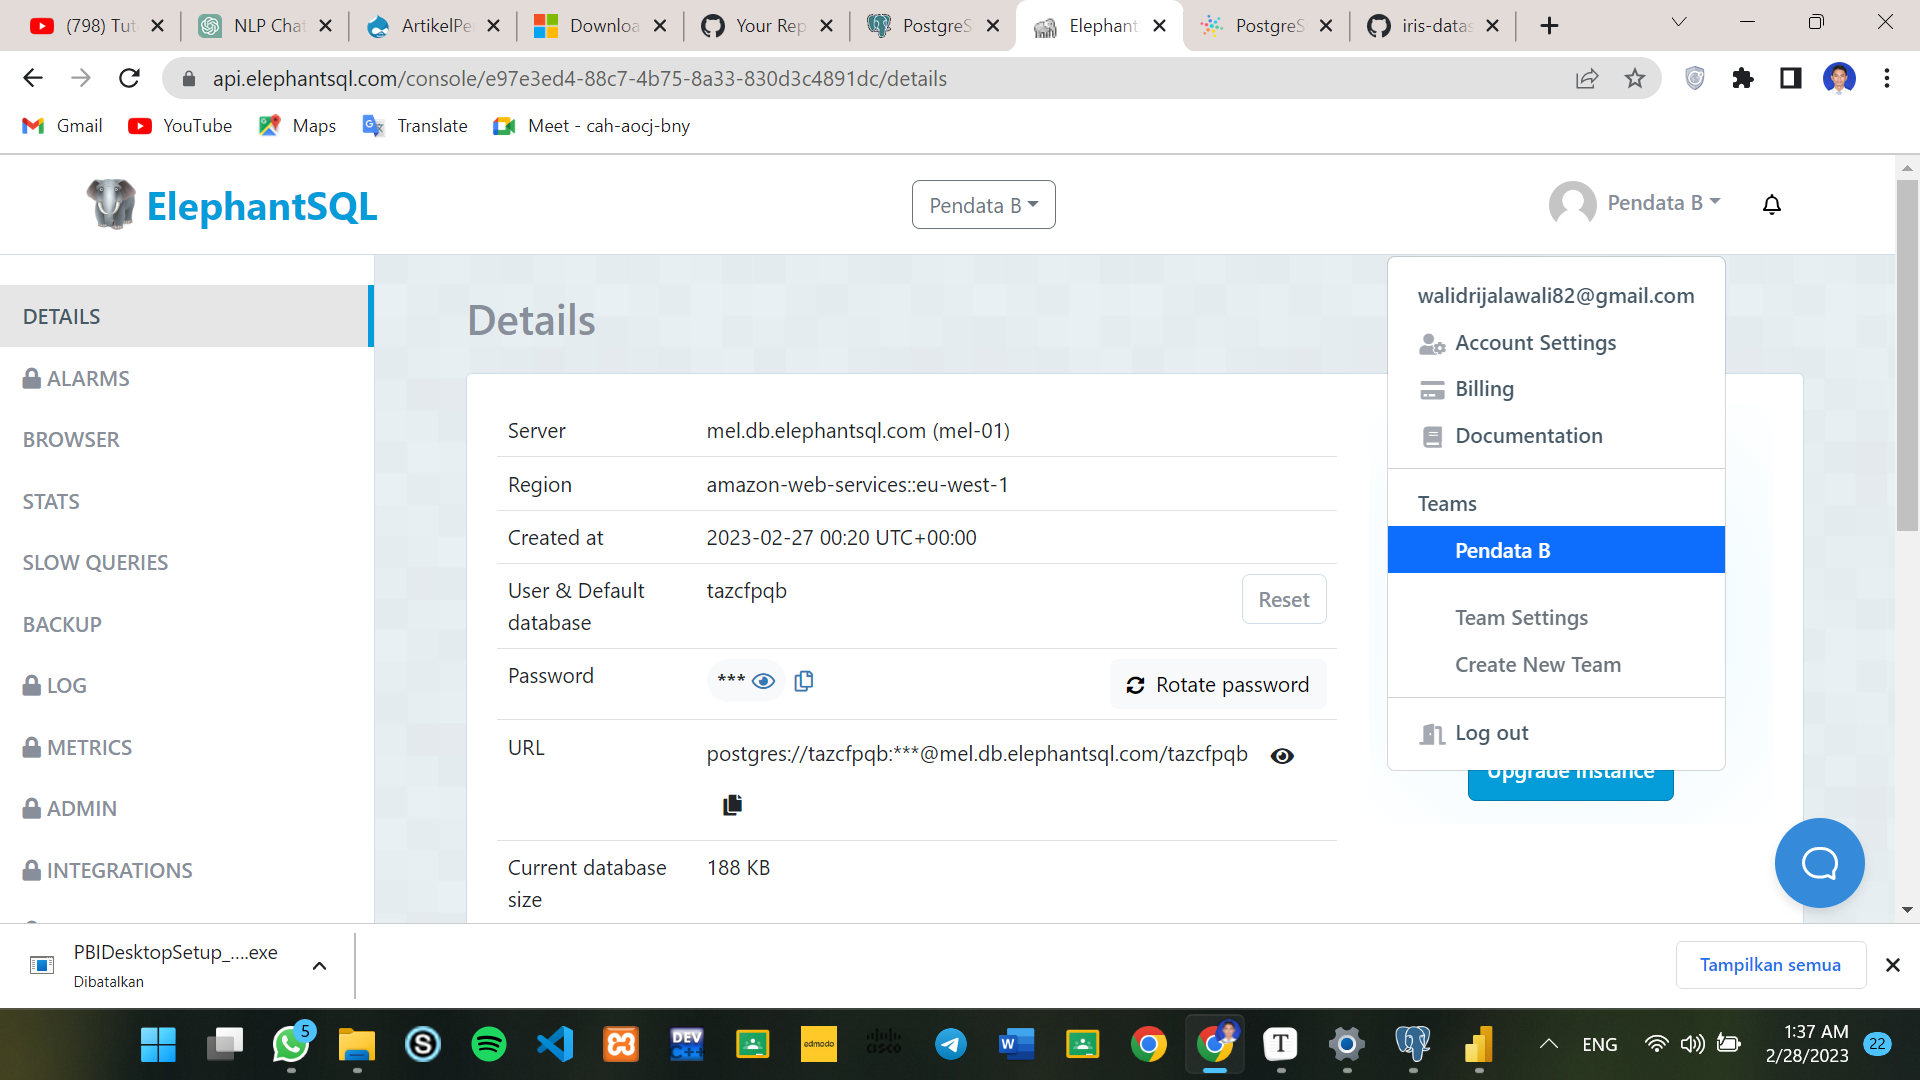 (798) Tut
NLP Chat
ArtikelPe
Downloa
Your Rep
PostgreS
Elephant
PostgreS
iris-datas
api.elephantsql.com/console/e97e3ed4-88c7-4b75-8a33-830d3c4891dc/details
Gmail
YouTube
Maps
Translate
Meet - cah-aocj-bny
ElephantSQL
Pendata B
Pendata B
DETAILS
ALARMS
BROWSER
STATS
SLOW QUERIES
BACKUP
LOG
METRICS
ADMIN
INTEGRATIONS
Details
Server
mel.db.elephantsql.com (mel-01)
Region
amazon-web-services::eu-west-1
Created at
2023-02-27 00:20 UTC+00:00
User & Default
database
tazcfpqb
Reset
Password
***
Rotate password
URL
postgres://tazcfpqb:***@mel.db.elephantsql.com/tazcfpqb
Current database
size
188 KB
walidrijalawali82@gmail.com
Account Settings
Billing
Documentation
Teams
Pendata B
Team Settings
Create New Team
Log out
Upgrade Instance
PBIDesktopSetup_....exe
Dibatalkan
Tampilkan semua
5
DEV
C++
edmodo
cisco
W
T
ENG
1:37 AM
2/28/2023
22